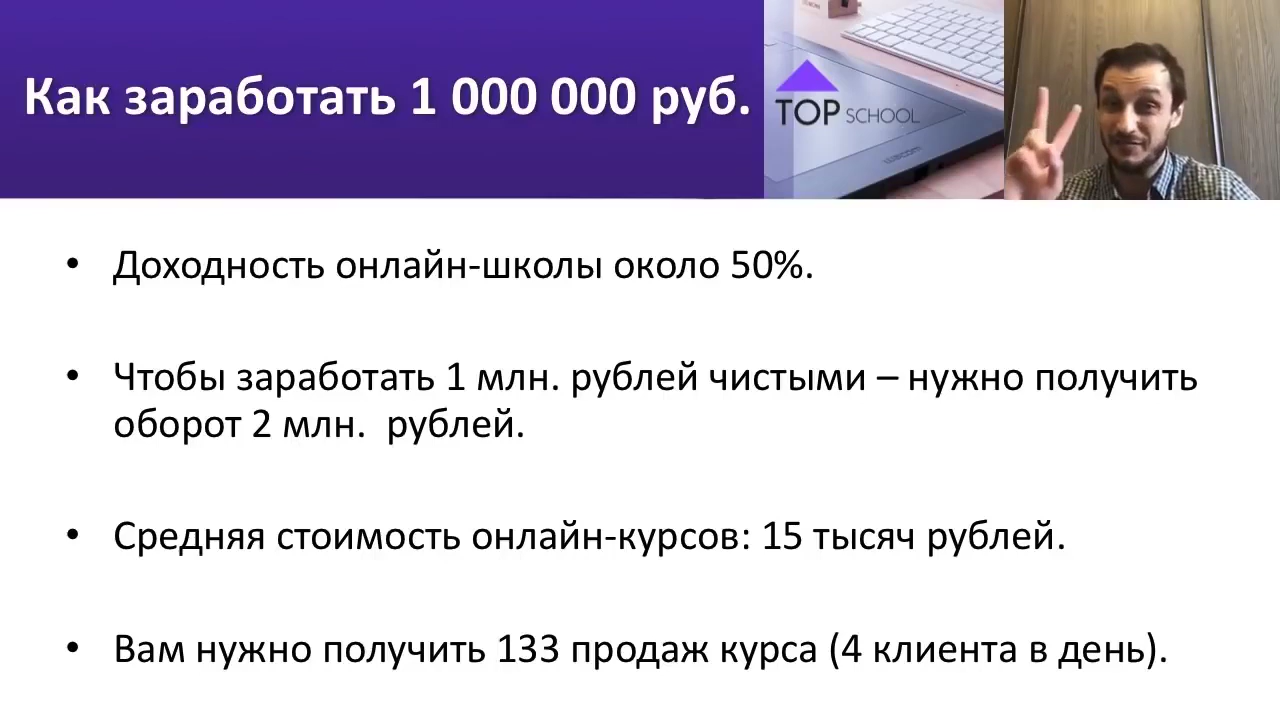 Как заработать 1 000 000 руб.
TOP SCHOOL
wacom
• Доходность онлайн-школы около 50%.
• Чтобы заработать 1 млн. рублей чистыми – нужно получить
оборот 2 млн.  рублей.
• Средняя стоимость онлайн-курсов: 15 тысяч рублей.
• Вам нужно получить 133 продаж курса (4 клиента в день).